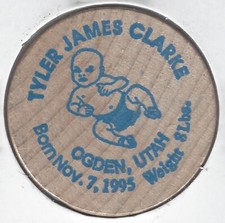 TYLER JAMES CLARKE
OGDEN, UTAH
Born Nov. 7, 1995 Weight 8 Lbs.